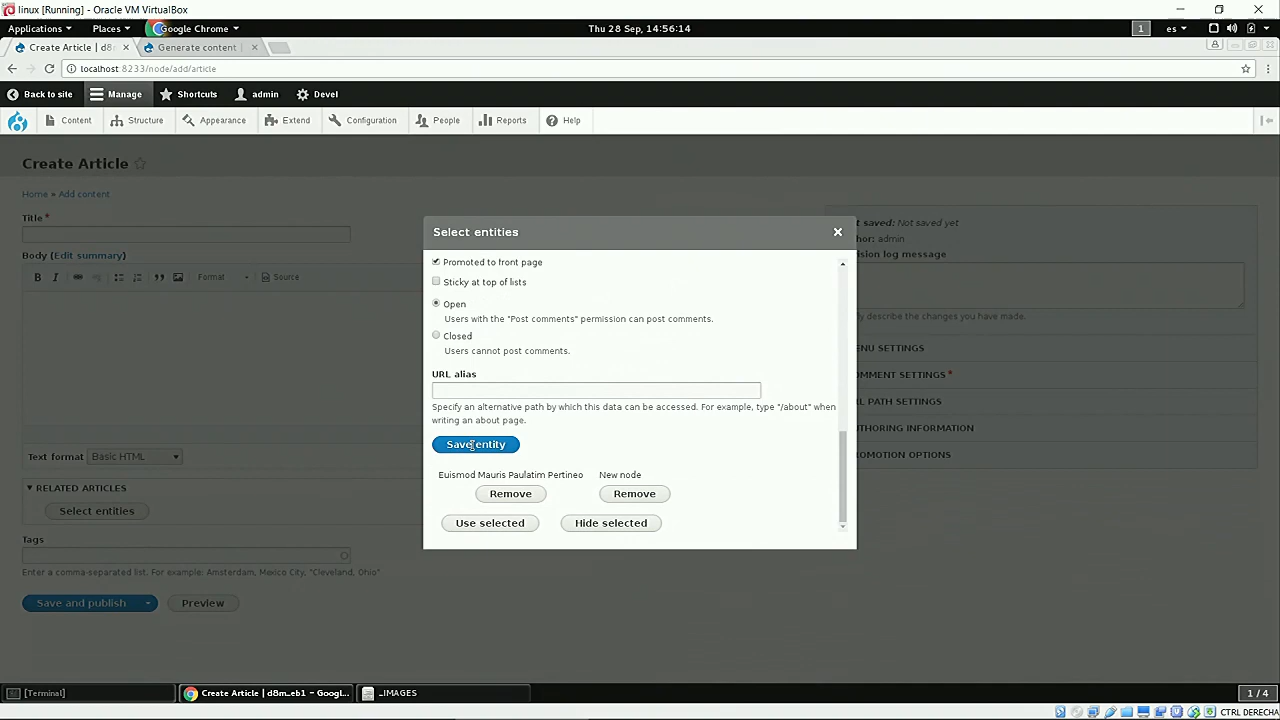 linux [Running] - Oracle VM VirtualBox
Applications Places Google Chrome Thu 28 Sep, 14:56:14 1 es
Create Article | d8 Generate content |
localhost:8233/node/add/article
Back to site Manage Shortcuts admin Devel
Content Structure Appearance Extend Configuration People Reports Help
Create Article
Home » Add content
Title *
Body (Edit summary)
B I Format Source
Text format Basic HTML
RELATED ARTICLES
Select entities
Tags
Enter a comma-separated list. For example: Amsterdam, Mexico City, "Cleveland, Ohio"
Save and publish Preview
Select entities
Promoted to front page
Sticky at top of lists
Open
Users with the "Post comments" permission can post comments.
Closed
Users cannot post comments.
URL alias
Specify an alternative path by which this data can be accessed. For example, type "/about" when
writing an about page.
Save entity
Euismod Mauris Paulatim Pertineo New node
Remove Remove
Use selected Hide selected
t saved: Not saved yet
hor: admin
ision log message
fly describe the changes you have made.
ENU SETTINGS
OMMENT SETTINGS *
RL PATH SETTINGS
THORING INFORMATION
OMOTION OPTIONS
[Terminal] Create Article | d8m_eb1 - Googl... _IMAGES 1 / 4
CTRL DERECHA